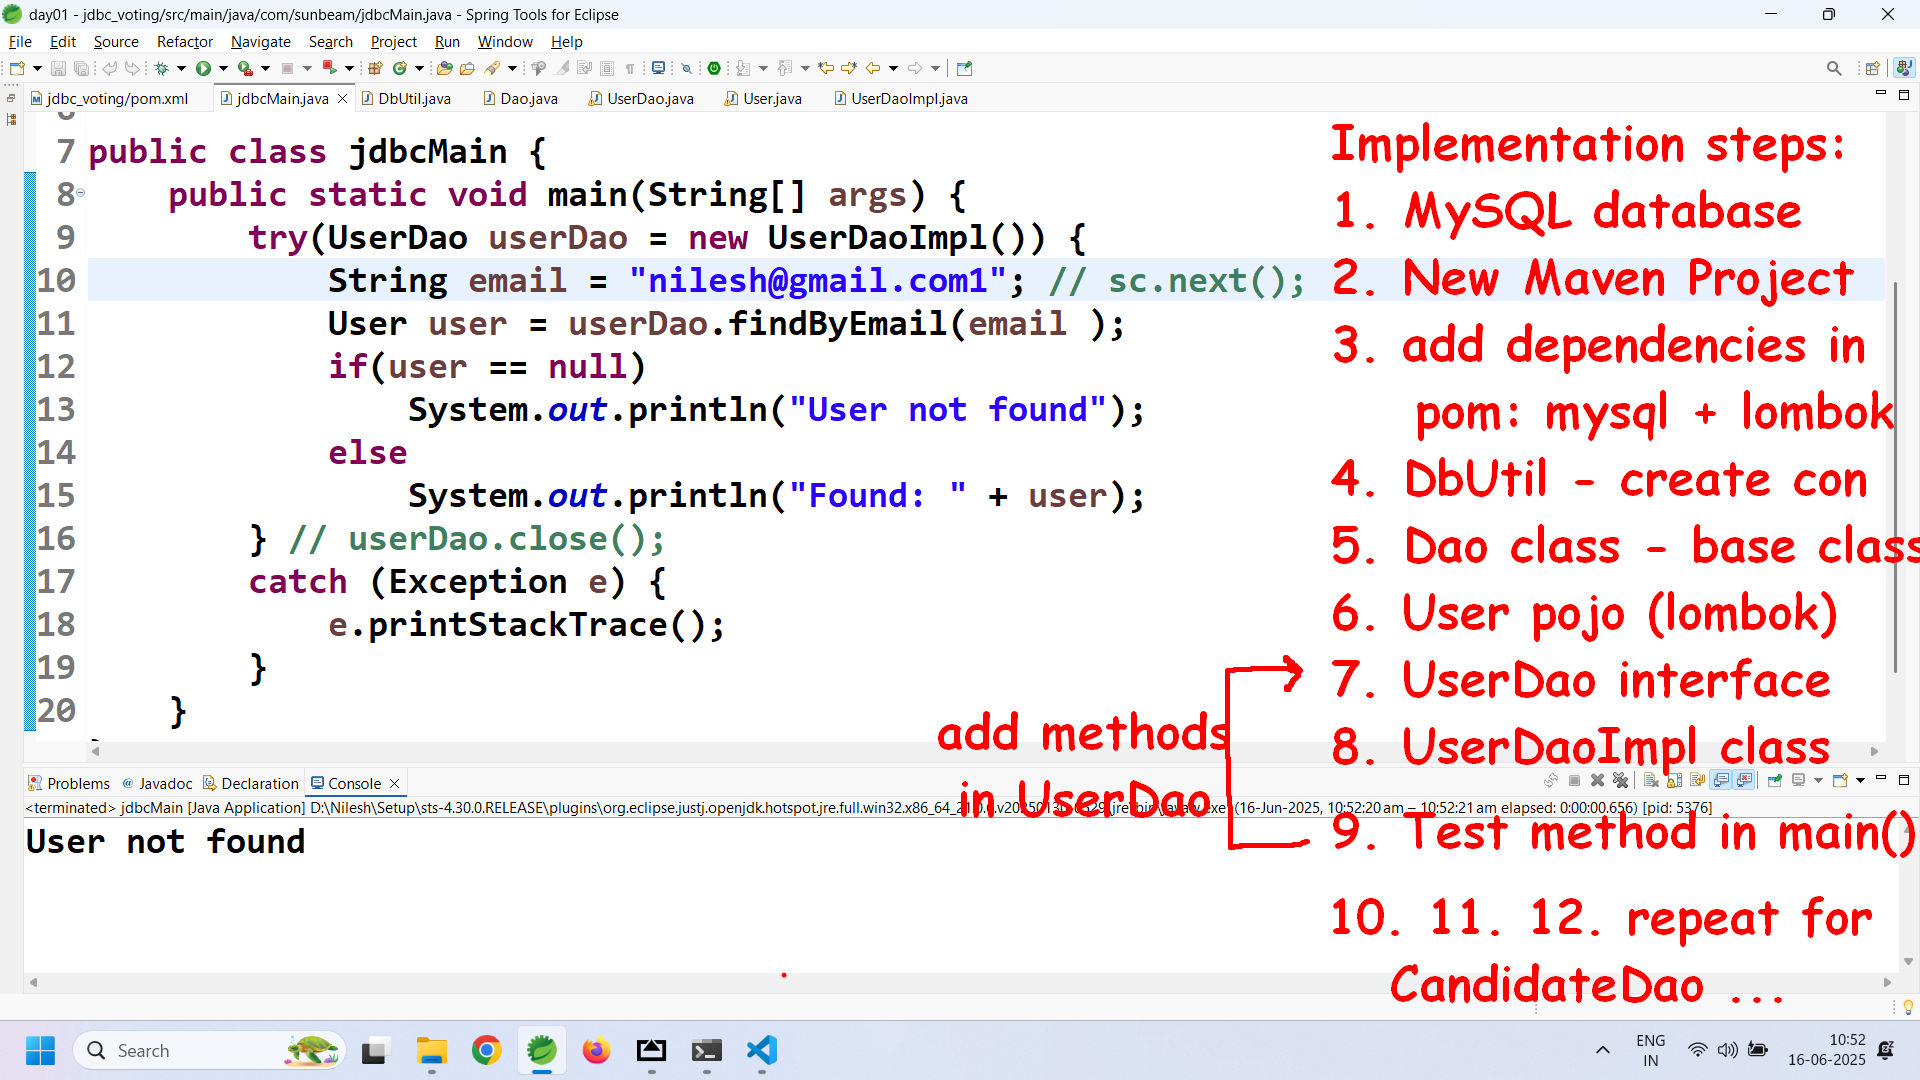 day01 - jdbc_voting/src/main/java/com/sunbeam/jdbcMain.java - Spring Tools for Eclipse
File Edit Source Refactor Navigate Search Project Run Window Help
jdbc_voting/pom.xml jdbcMain.java DbUtil.java Dao.java UserDao.java User.java UserDaoImpl.java
7 public class jdbcMain {
8 public static void main(String[] args) {
9 try(UserDao userDao = new UserDaoImpl()) {
10 String email = "nilesh@gmail.com1"; // sc.next();
11 User user = userDao.findByEmail(email );
12 if(user == null)
13 System.out.println("User not found");
14 else
15 System.out.println("Found: " + user);
16 } // userDao.close();
17 catch (Exception e) {
18 e.printStackTrace();
19 }
20 }
Implementation steps:
1. MySQL database
2. New Maven Project
3. add dependencies in
pom: mysql + lombok
4. DbUtil - create con
5. Dao class - base class
6. User pojo (lombok)
7. UserDao interface
8. UserDaoImpl class
9. Test method in main()
10. 11. 12. repeat for
CandidateDao ...
add methods
in UserDao
Problems Javadoc Declaration Console
<terminated> jdbcMain [Java Application] D:\Nilesh\Setup\sts-4.30.0.RELEASE\plugins\org.eclipse.justj.openjdk.hotspot.jre.full.win32.x86_64 (16-Jun-2025, 10:52:20 am – 10:52:21 am elapsed: 0:00:00.656) [pid: 5376]
User not found
Search
ENG
IN
10:52
16-06-2025